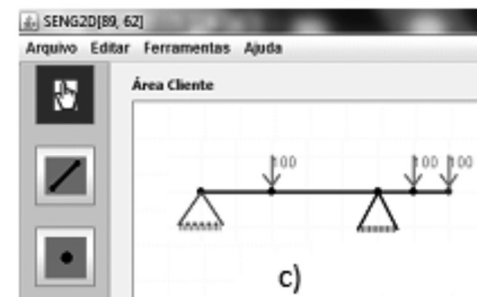 SENG2D[89, 62]
Arquivo Editar Ferramentas Ajuda
Área Cliente
100 100 100
c)